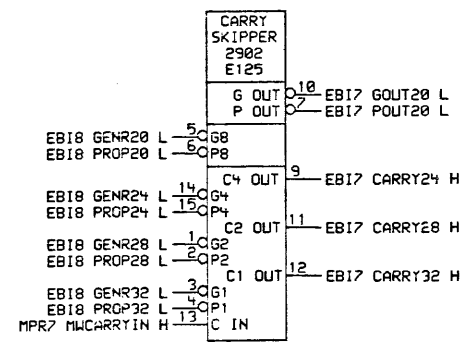 CARRY
SKIPPER
2902
E125
G OUT 10 EBI7 GOUT20 L
P OUT 7 EBI7 POUT20 L
EBI8 GENR20 L 5 G8
EBI8 PROP20 L 6 P8
C4 OUT 9 EBI7 CARRY24 H
EBI8 GENR24 L 14 G4
EBI8 PROP24 L 15 P4
C2 OUT 11 EBI7 CARRY28 H
EBI8 GENR28 L 1 G2
EBI8 PROP28 L 2 P2
C1 OUT 12 EBI7 CARRY32 H
EBI8 GENR32 L 3 G1
EBI8 PROP32 L 4 P1
MPR7 MWCARRYIN H 13 C IN